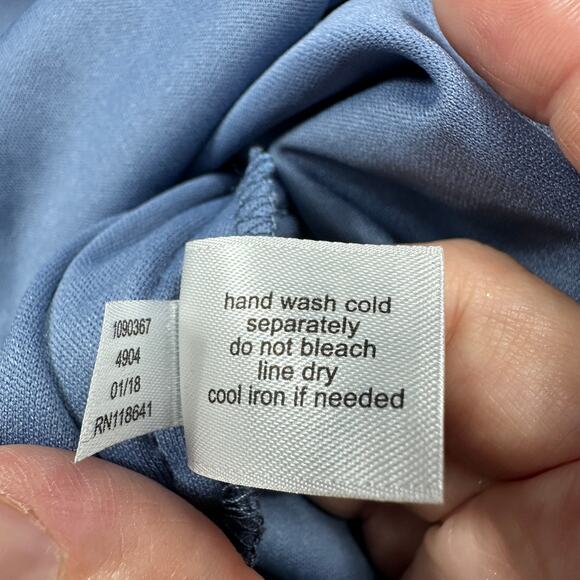 1090367
4904
01/18
RN118641
hand wash cold
separately
do not bleach
line dry
cool iron if needed